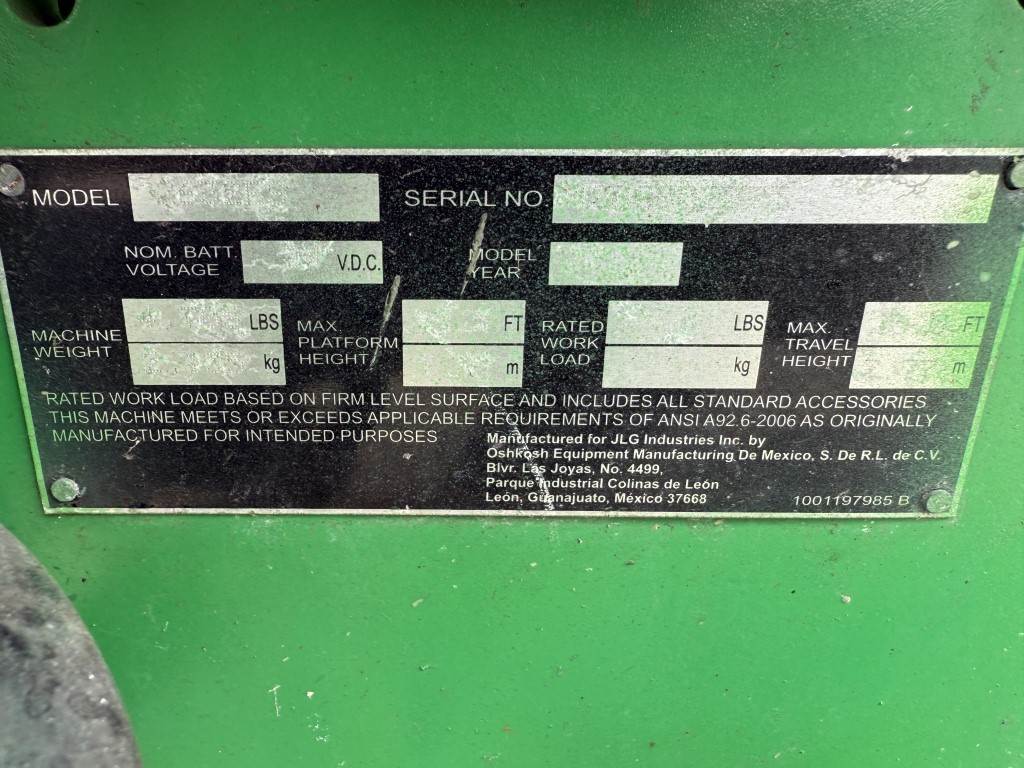 MODEL
SERIAL NO.
NOM. BATT. VOLTAGE
V.D.C.
MODEL YEAR
MACHINE WEIGHT
LBS
kg
MAX. PLATFORM HEIGHT
FT
m
RATED WORK LOAD
LBS
kg
MAX. TRAVEL HEIGHT
FT
m
RATED WORK LOAD BASED ON FIRM LEVEL SURFACE AND INCLUDES ALL STANDARD ACCESSORIES.
THIS MACHINE MEETS OR EXCEEDS APPLICABLE REQUIREMENTS OF ANSI A92.6-2006 AS ORIGINALLY
MANUFACTURED FOR INTENDED PURPOSES
Manufactured for JLG Industries Inc. by
Oshkosh Equipment Manufacturing De Mexico, S. De R.L. de C.V.
Blvr. Las Joyas, No. 4499,
Parque Industrial Colinas de León
León, Guanajuato, México 37668
1001197985 B